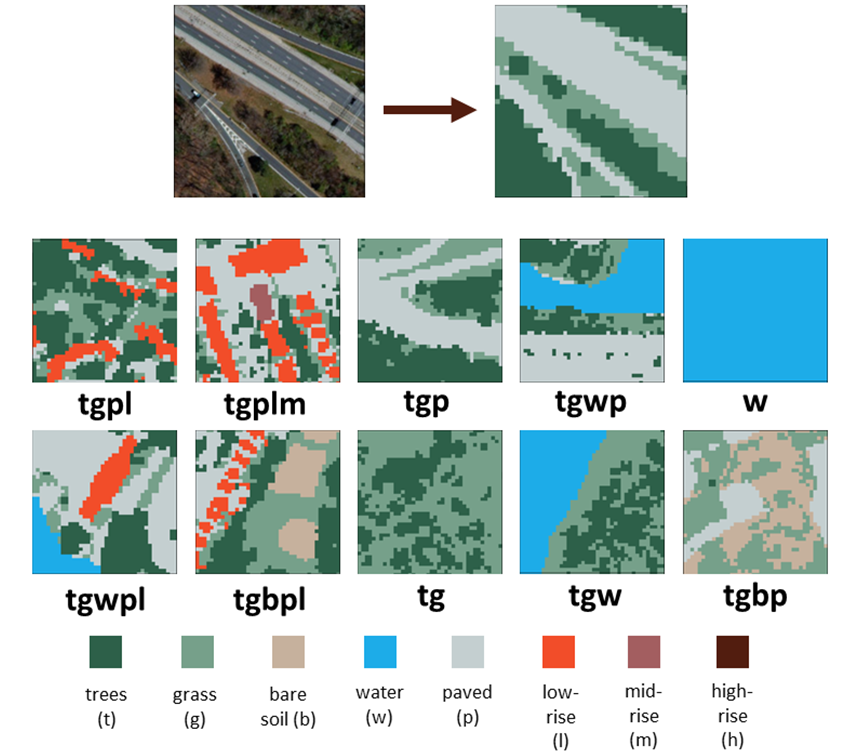 tgpl tgplm tgp tgwp w
tgwpl tgbpl tg tgw tgbp
trees grass bare water paved low- mid- high-
(t) (g) soil (b) (w) (p) rise rise rise
(l) (m) (h)